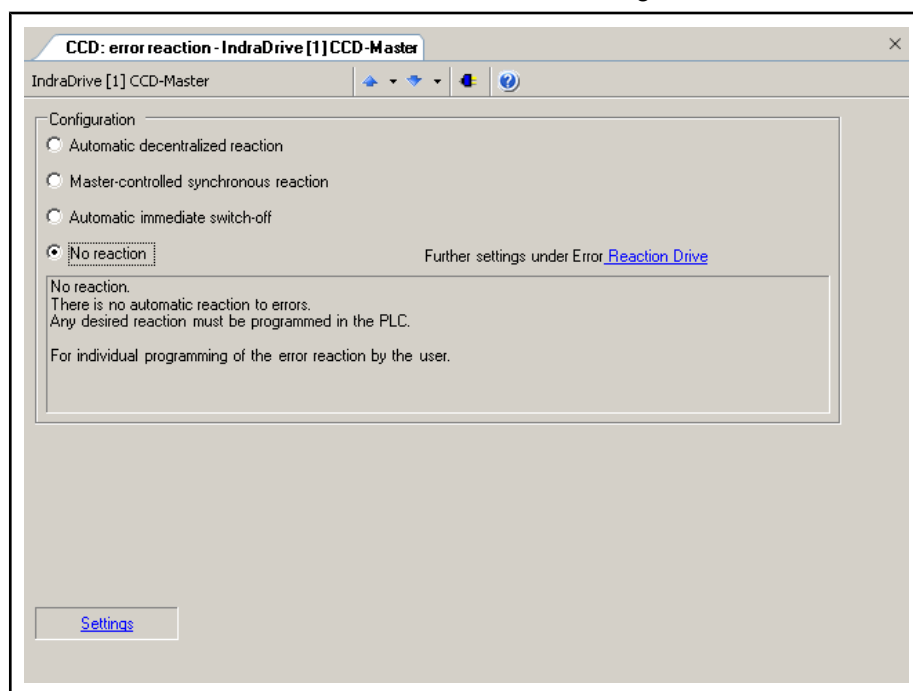 CCD: error reaction - IndraDrive [1] CCD-Master
IndraDrive [1] CCD-Master
Configuration
Automatic decentralized reaction
Master-controlled synchronous reaction
Automatic immediate switch-off
No reaction
Further settings under Error Reaction Drive
No reaction.
There is no automatic reaction to errors.
Any desired reaction must be programmed in the PLC.
For individual programming of the error reaction by the user.
Settings